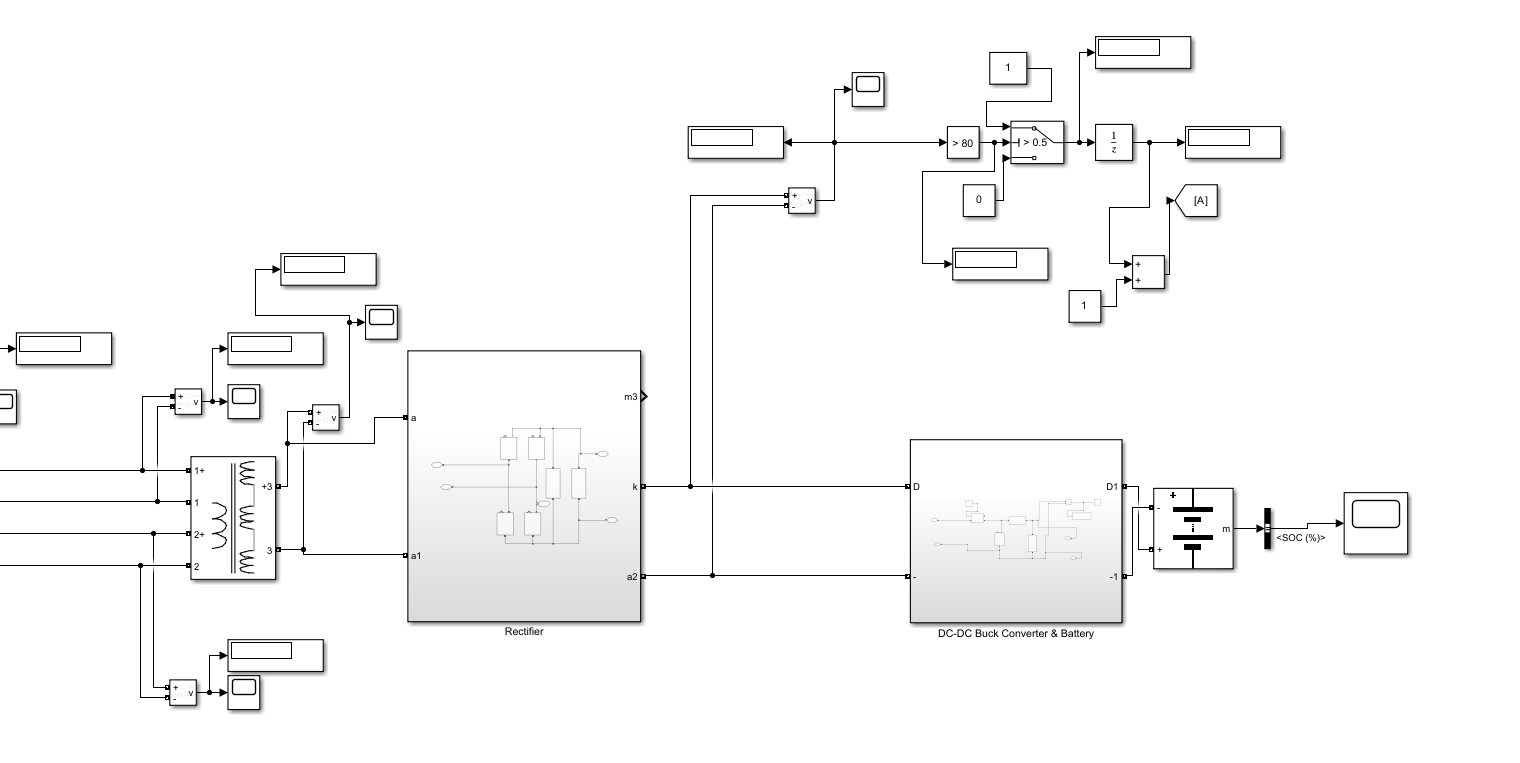 1
> 80
> 0.5
1
z
+
-
v
0
[A]
+
+
1
+
-
v
+
-
v
m3
a
1+
1
2+
2
+3
3
a1
k
a2
Rectifier
D
-
D1
-1
DC-DC Buck Converter & Battery
+
-
+
m
<SOC (%)>
+
-
v